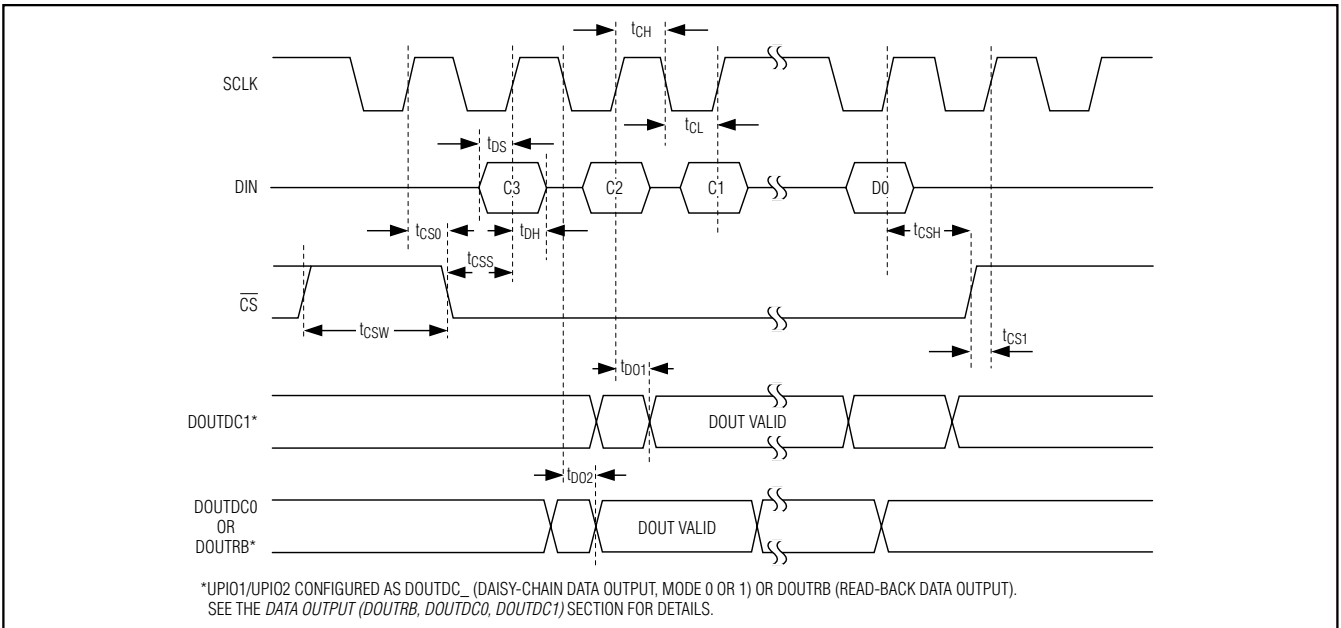 tCH
SCLK
tCL
tDS
DIN
C3
C2
C1
D0
tCS0
tDH
tCSH
tCSS
CS
tCSW
tCS1
tDO1
DOUTDC1*
DOUT VALID
tDO2
DOUTDC0
OR
DOUTRB*
DOUT VALID
*UPIO1/UPIO2 CONFIGURED AS DOUTDC_ (DAISY-CHAIN DATA OUTPUT, MODE 0 OR 1) OR DOUTRB (READ-BACK DATA OUTPUT).
SEE THE DATA OUTPUT (DOUTRB, DOUTDC0, DOUTDC1) SECTION FOR DETAILS.